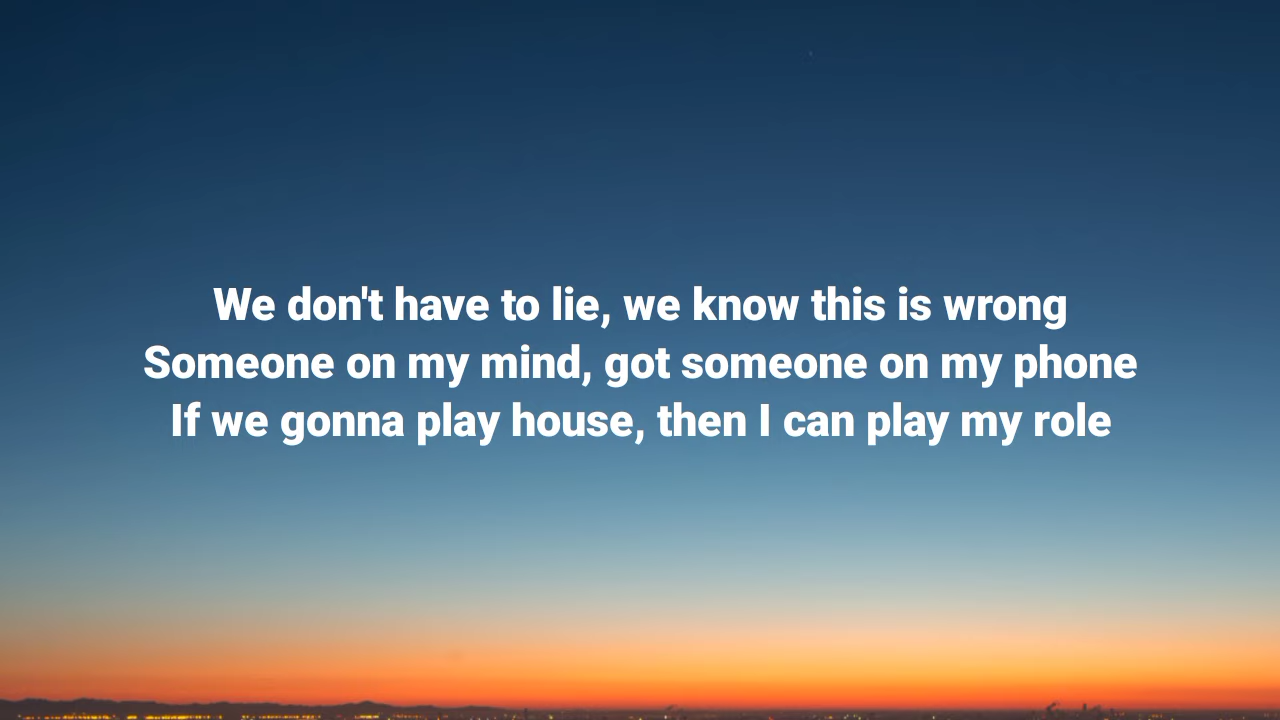 We don't have to lie, we know this is wrong
Someone on my mind, got someone on my phone
If we gonna play house, then I can play my role